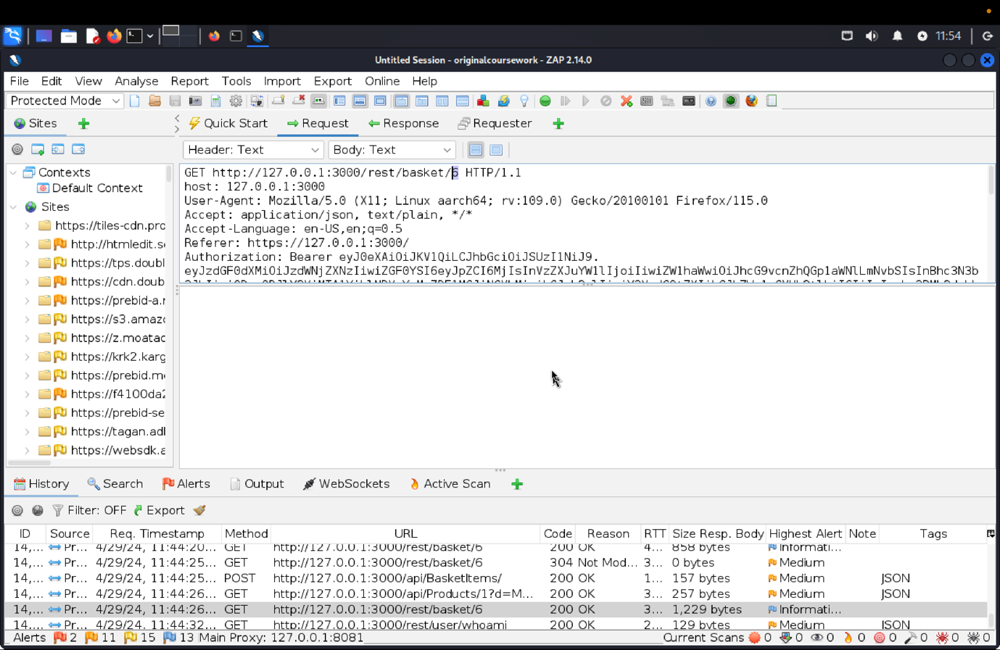 11:54
Untitled Session - originalcoursework - ZAP 2.14.0
File Edit View Analyse Report Tools Import Export Online Help
Protected Mode
Sites Quick Start Request Response Requester
Header: Text Body: Text
Contexts
Default Context
Sites
https://tiles-cdn.pro
http://htmledit.s
https://tps.doubl
https://cdn.doub
https://prebid-a.r
https://s3.amaz
https://z.moatad
https://krk2.karg
https://prebid.m
https://f4100da2
https://prebid-se
https://tagan.adl
https://websdk.a
GET http://127.0.0.1:3000/rest/basket/6 HTTP/1.1
host: 127.0.0.1:3000
User-Agent: Mozilla/5.0 (X11; Linux aarch64; rv:109.0) Gecko/20100101 Firefox/115.0
Accept: application/json, text/plain, */*
Accept-Language: en-US,en;q=0.5
Referer: https://127.0.0.1:3000/
Authorization: Bearer eyJ0eXAiOiJKV1QiLCJhbGciOiJSUzI1NiJ9.
eyJzdGF0dXMiOiJzdWNjZXNzIiwiZGF0YSI6eyJpZCI6MjIsInVzZXJuYW1lIjoiIiwiZW1haWwiOiJhcG9vcnZhQGp1aWNlLmNvbSIsInBhc3N3b
History Search Alerts Output WebSockets Active Scan
Filter: OFF Export
ID Source Req. Timestamp Method URL Code Reason RTT Size Resp. Body Highest Alert Note Tags
14,... Pr... 4/29/24, 11:44:20... GET http://127.0.0.1:3000/rest/basket/6 200 OK 4... 858 bytes Informati...
14,... Pr... 4/29/24, 11:44:25... GET http://127.0.0.1:3000/rest/basket/6 304 Not Mod... 3... 0 bytes Medium
14,... Pr... 4/29/24, 11:44:25... POST http://127.0.0.1:3000/api/BasketItems/ 200 OK 1... 157 bytes Medium JSON
14,... Pr... 4/29/24, 11:44:26... GET http://127.0.0.1:3000/api/Products/1?d=M... 200 OK 3... 257 bytes Medium JSON
14,... Pr... 4/29/24, 11:44:26... GET http://127.0.0.1:3000/rest/basket/6 200 OK 3... 1,229 bytes Informati...
14,... Pr... 4/29/24, 11:44:32... GET http://127.0.0.1:3000/rest/user/whoami 200 OK 2... 129 bytes Medium JSON
Alerts 2 11 15 13 Main Proxy: 127.0.0.1:8081 Current Scans 0 0 0 0 0 0 0 0